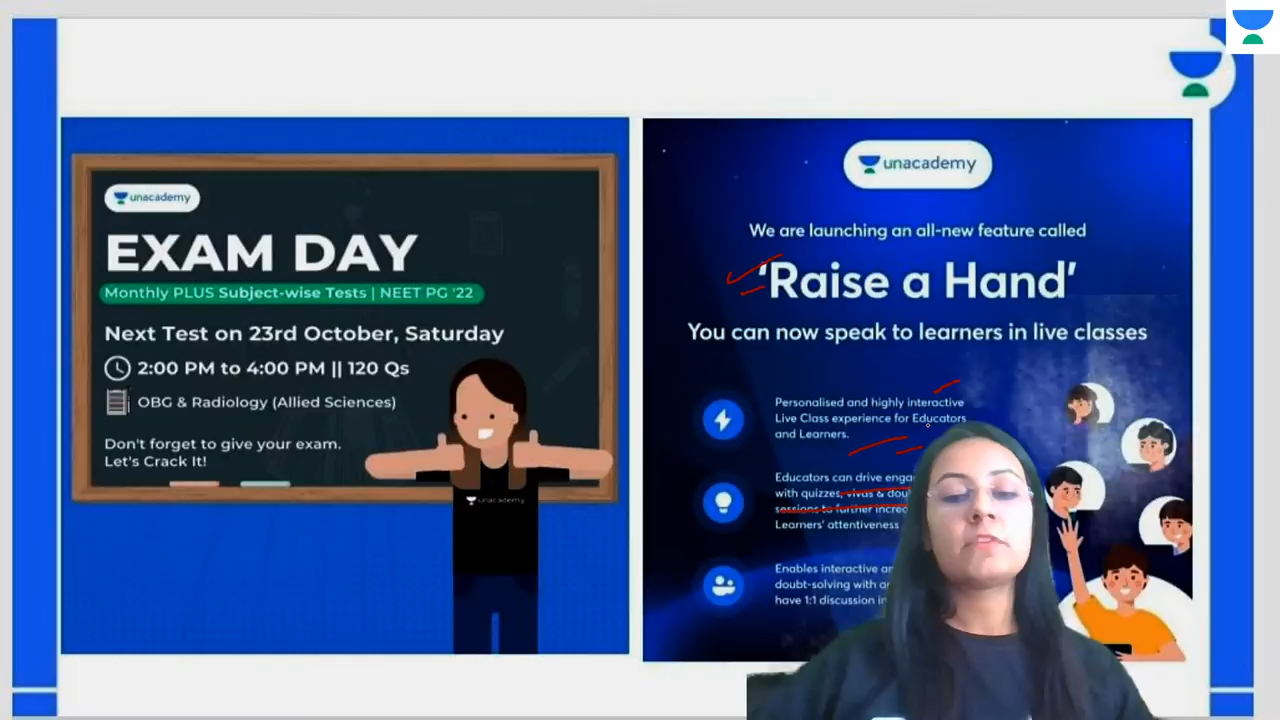 unacademy
EXAM DAY
Monthly PLUS Subject-wise Tests | NEET PG '22
Next Test on 23rd October, Saturday
2:00 PM to 4:00 PM || 120 Qs
OBG & Radiology (Allied Sciences)
Don't forget to give your exam.
Let's Crack It!
unacademy
unacademy
We are launching an all-new feature called
'Raise a Hand'
You can now speak to learners in live classes
Personalised and highly interactive
Live Class experience for Educators
and Learners.
Educators can drive
with quizzes, vivas &
sessions to further
Learners' attentiveness
Enables interactive
doubt-solving with
have 1:1 discussion